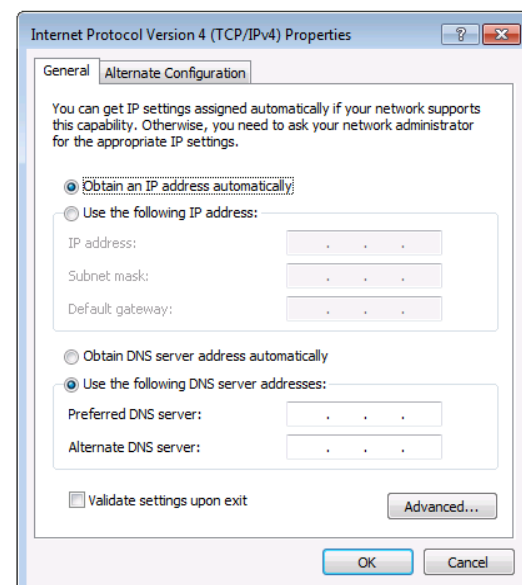 Internet Protocol Version 4 (TCP/IPv4) Properties
General
Alternate Configuration
You can get IP settings assigned automatically if your network supports
this capability. Otherwise, you need to ask your network administrator
for the appropriate IP settings.
Obtain an IP address automatically
Use the following IP address:
IP address:
Subnet mask:
Default gateway:
Obtain DNS server address automatically
Use the following DNS server addresses:
Preferred DNS server:
Alternate DNS server:
Validate settings upon exit
Advanced...
OK
Cancel